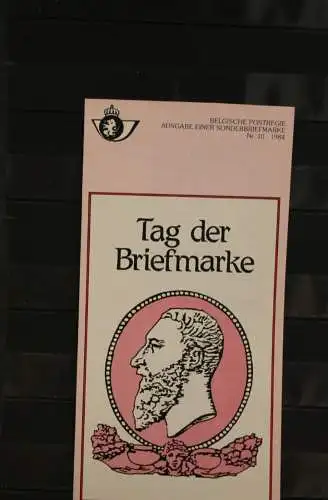 BELGISCHE POSTREGIE
AUSGABE EINER SONDERBRIEFMARKE
Nr. 10 - 1984
Tag der
Briefmarke